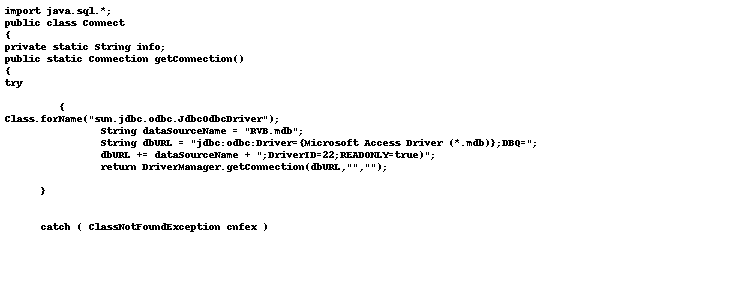 import java.sql.*;
public class Connect
{
private static String info;
public static Connection getConnection()
{
try
{
Class.forName("sun.jdbc.odbc.JdbcOdbcDriver");
String dataSourceName = "RVB.mdb";
String dbURL = "jdbc:odbc:Driver={Microsoft Access Driver (*.mdb)};DBQ=";
dbURL += dataSourceName + ";DriverID=22;READONLY=true)";
return DriverManager.getConnection(dbURL,"","");
}
catch ( ClassNotFoundException cnfex )